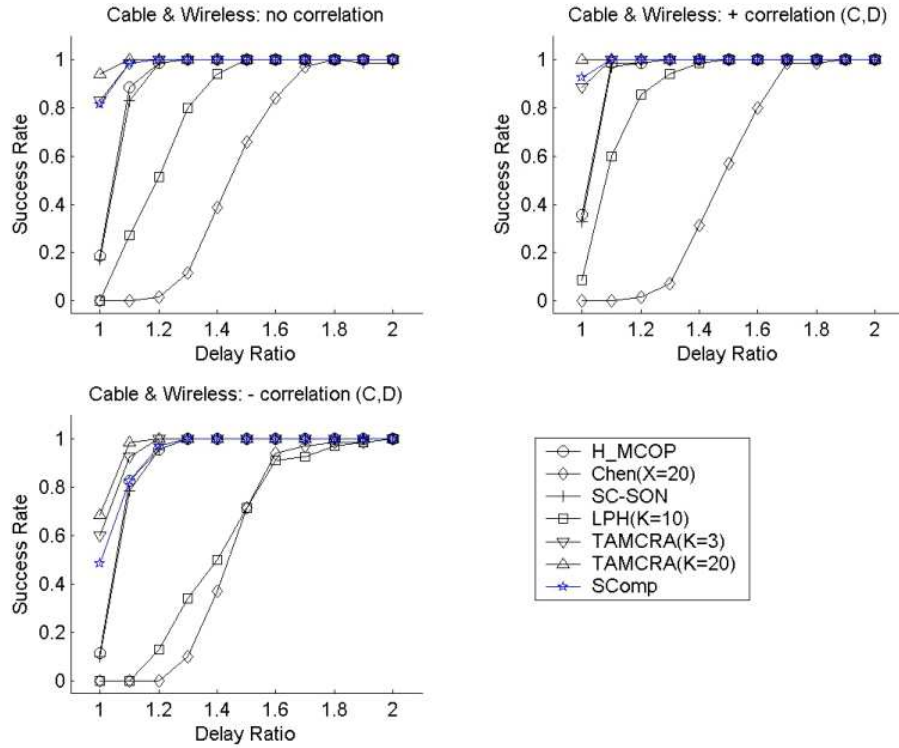 Cable & Wireless: no correlation
Success Rate
1
0.8
0.6
0.4
0.2
0
1 1.2 1.4 1.6 1.8 2
Delay Ratio
Cable & Wireless: + correlation (C,D)
Success Rate
1
0.8
0.6
0.4
0.2
0
1 1.2 1.4 1.6 1.8 2
Delay Ratio
Cable & Wireless: - correlation (C,D)
Success Rate
1
0.8
0.6
0.4
0.2
0
1 1.2 1.4 1.6 1.8 2
Delay Ratio
H_MCOP
Chen(X=20)
SC-SON
LPH(K=10)
TAMCRA(K=3)
TAMCRA(K=20)
SComp